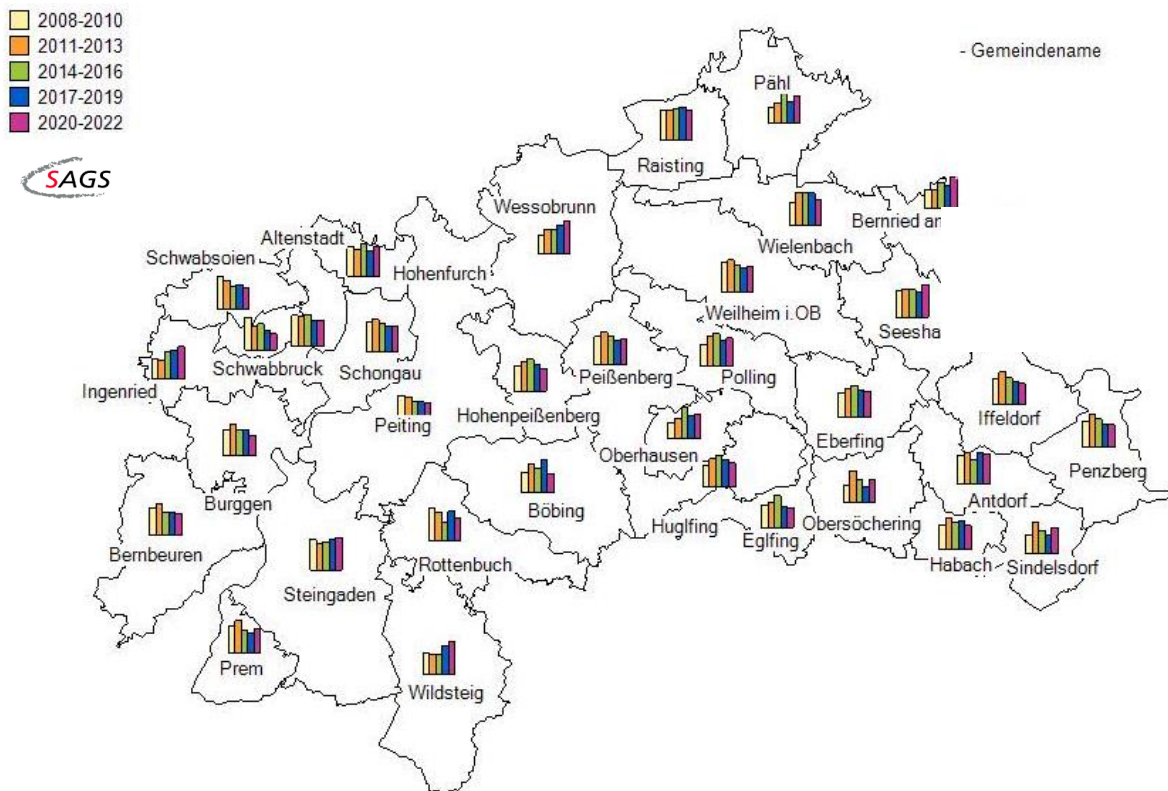 2008-2010
2011-2013
2014-2016
2017-2019
2020-2022
SAGS
- Gemeindename
Pähl
Raisting
Wessobrunn
Bernried an
Wielenbach
Altenstadt
Schwabsoien
Hohenfurch
Weilheim i.OB
Seesha
Schwabbruck
Schongau
Ingenried
Peißenberg
Polling
Hohenpeißenberg
Peiting
Iffeldorf
Eberfing
Oberhausen
Penzberg
Burggen
Böbing
Antdorf
Obersöchering
Huglfing
Eglfing
Bernbeuren
Rottenbuch
Habach
Sindelsdorf
Steingaden
Prem
Wildsteig